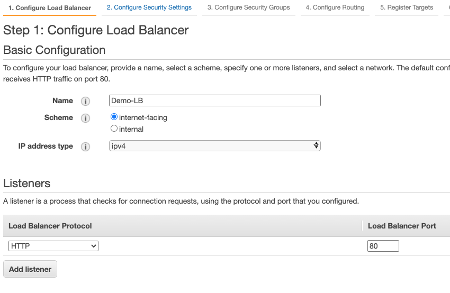 1. Configure Load Balancer 2. Configure Security Settings 3. Configure Security Groups 4. Configure Routing 5. Register Targets
Step 1: Configure Load Balancer
Basic Configuration
To configure your load balancer, provide a name, select a scheme, specify one or more listeners, and select a network. The default
receives HTTP traffic on port 80.
Name i Demo-LB
Scheme i internet-facing
internal
IP address type i ipv4
Listeners
A listener is a process that checks for connection requests, using the protocol and port that you configured.
Load Balancer Protocol Load Balancer Port
HTTP 80
Add listener